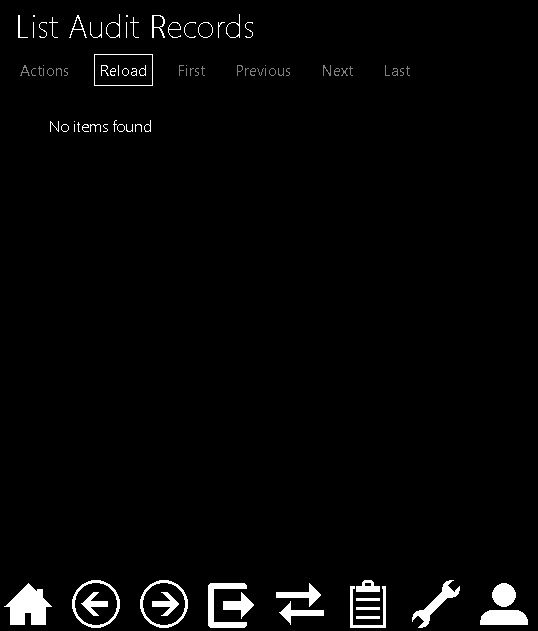 List Audit Records
Actions Reload First Previous Next Last
No items found